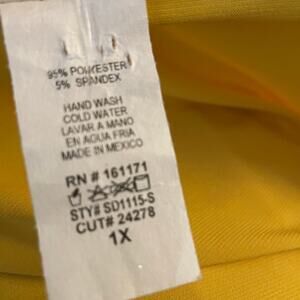 95% POLYESTER
5% SPANDEX
HAND WASH
COLD WATER
LAVAR A MANO
EN AGUA FRIA
MADE IN MEXICO
RN # 161171
STY# SD1115-S
CUT# 24278
1X